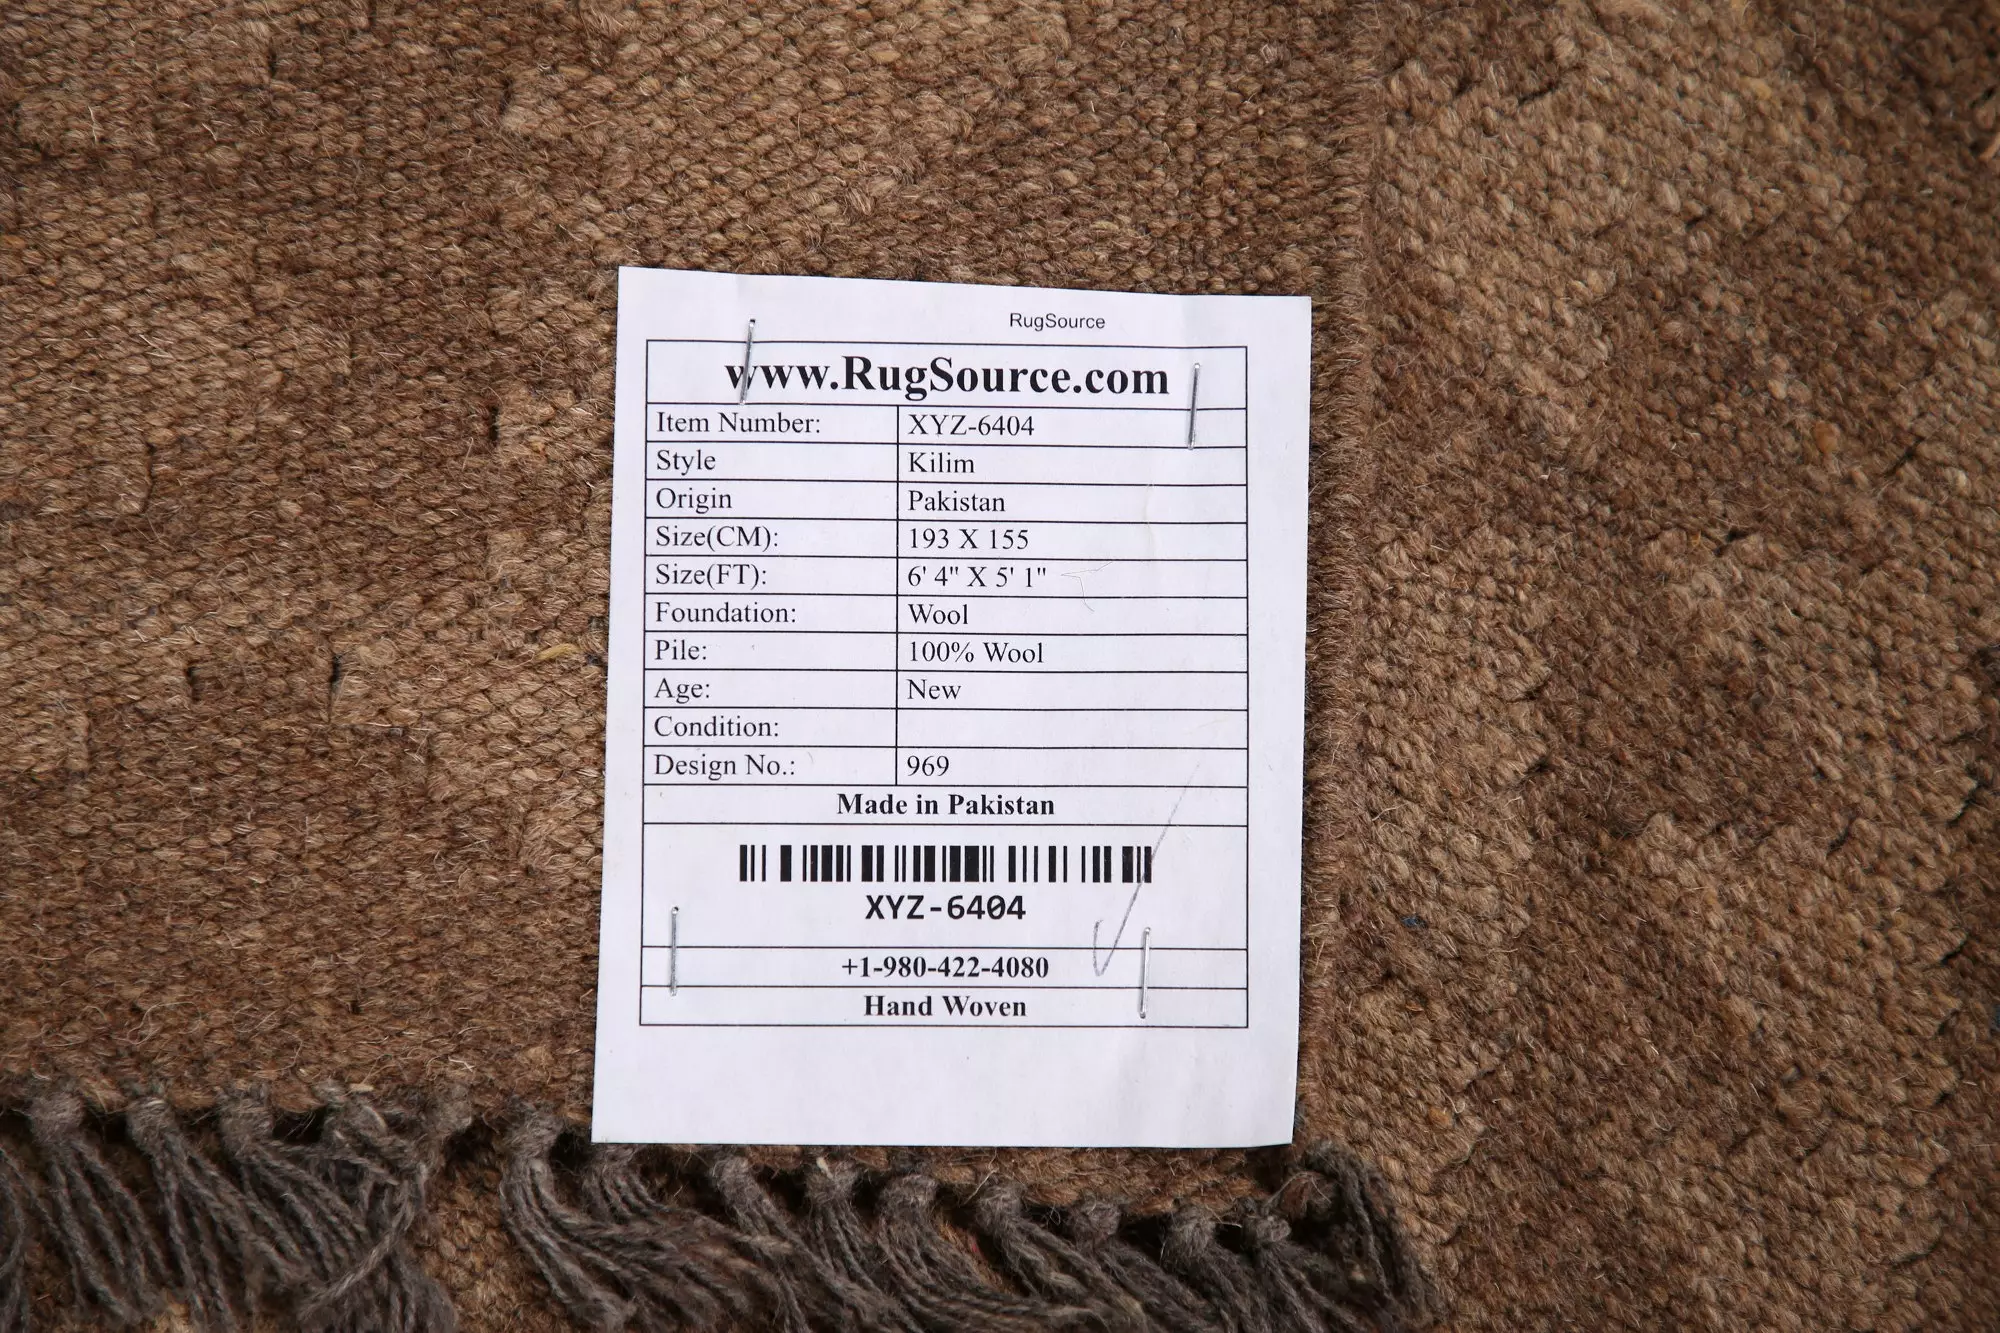 RugSource
www.RugSource.com
Item Number: XYZ-6404
Style Kilim
Origin Pakistan
Size(CM): 193 X 155
Size(FT): 6' 4" X 5' 1"
Foundation: Wool
Pile: 100% Wool
Age: New
Condition:
Design No.: 969
Made in Pakistan
XYZ-6404
+1-980-422-4080
Hand Woven